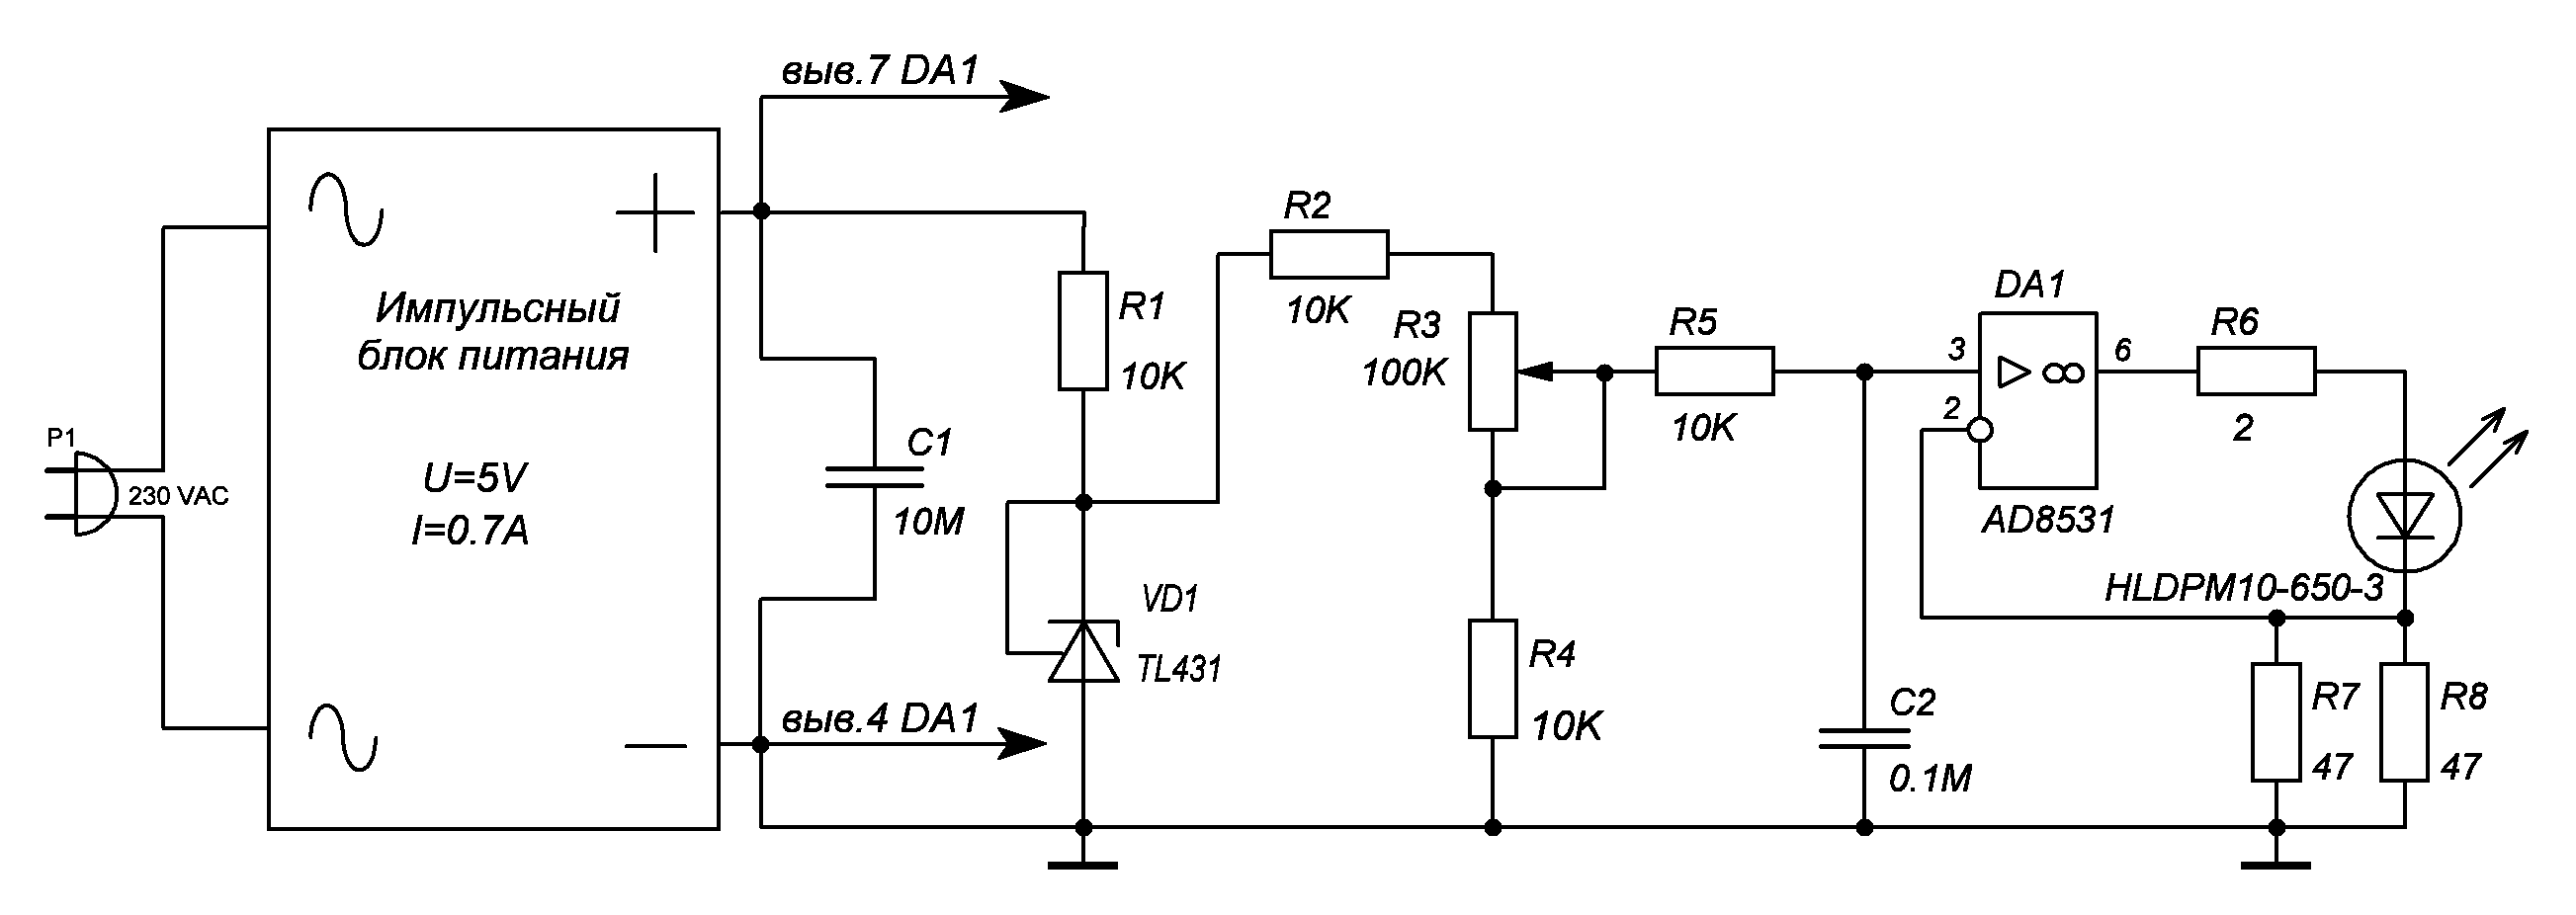 выв.7 DA1
P1
230 VAC
Импульсный
блок питания
U=5V
I=0.7A
C1
10M
выв.4 DA1
R1
10K
VD1
TL431
R2
10K
R3
100K
R4
10K
R5
10K
C2
0.1M
DA1
3
2
6
▷ ∞
AD8531
R6
2
HLDPM10-650-3
R7
47
R8
47